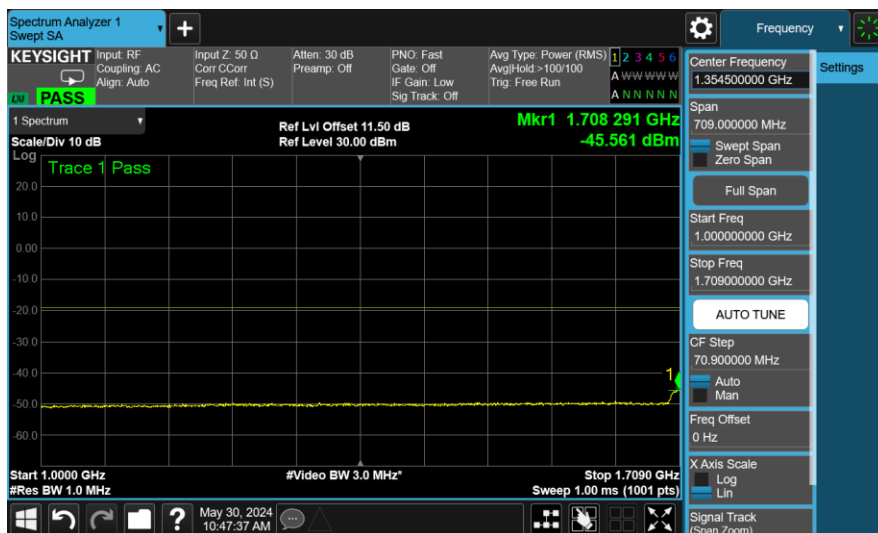 Spectrum Analyzer 1
Swept SA
Frequency
KEYSIGHT
Input: RF
Coupling: AC
Align: Auto
Input Z: 50 Ω
Corr CCorr
Freq Ref: Int (S)
Atten: 30 dB
Preamp: Off
PNO: Fast
Gate: Off
IF Gain: Low
Sig Track: Off
Avg Type: Power (RMS)
Avg|Hold:>100/100
Trig: Free Run
1 2 3 4 5 6
A W W W W W
A N N N N N
LXI PASS
1 Spectrum
Scale/Div 10 dB
Ref Lvl Offset 11.50 dB
Ref Level 30.00 dBm
Mkr1 1.708 291 GHz
-45.561 dBm
Log
Trace 1 Pass
20.0
10.0
0.00
-10.0
-20.0
-30.0
-40.0
-50.0
-60.0
1
Start 1.0000 GHz
#Res BW 1.0 MHz
#Video BW 3.0 MHz*
Stop 1.7090 GHz
Sweep 1.00 ms (1001 pts)
May 30, 2024
10:47:37 AM
Center Frequency
1.354500000 GHz
Span
709.000000 MHz
Swept Span
Zero Span
Full Span
Start Freq
1.000000000 GHz
Stop Freq
1.709000000 GHz
AUTO TUNE
CF Step
70.900000 MHz
Auto
Man
Freq Offset
0 Hz
X Axis Scale
Log
Lin
Signal Track
(Span Zoom)
Settings